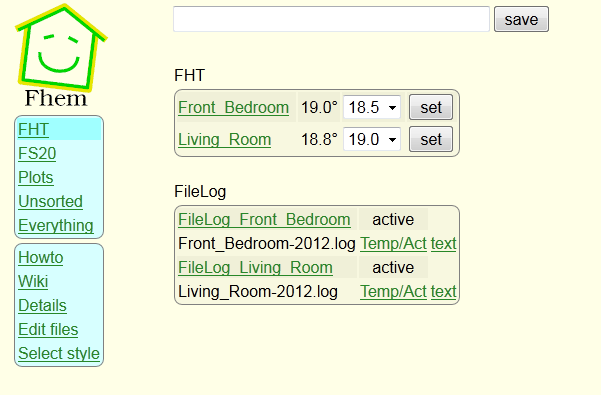 save
Fhem
FHT
FS20
Plots
Unsorted
Everything
Howto
Wiki
Details
Edit files
Select style
FHT
Front_Bedroom 19.0° 18.5 set
Living_Room 18.8° 19.0 set
FileLog
FileLog_Front_Bedroom active
Front_Bedroom-2012.log Temp/Act text
FileLog_Living_Room active
Living_Room-2012.log Temp/Act text